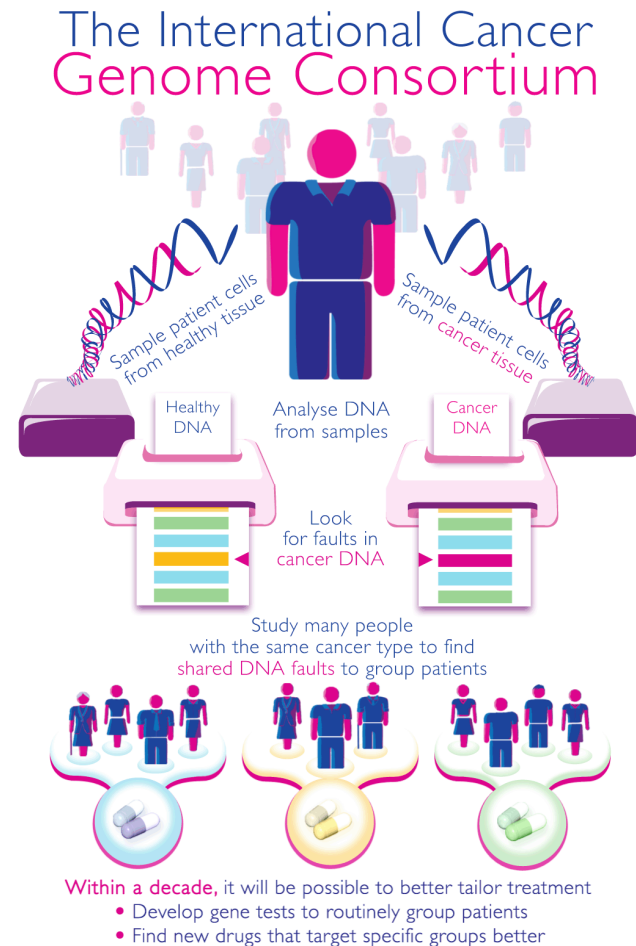 The International Cancer
Genome Consortium
Sample patient cells
from healthy tissue
Sample patient cells
from cancer tissue
Healthy
DNA
Analyse DNA
from samples
Cancer
DNA
Look
for faults in
cancer DNA
Study many people
with the same cancer type to find
shared DNA faults to group patients
Within a decade, it will be possible to better tailor treatment
• Develop gene tests to routinely group patients
• Find new drugs that target specific groups better